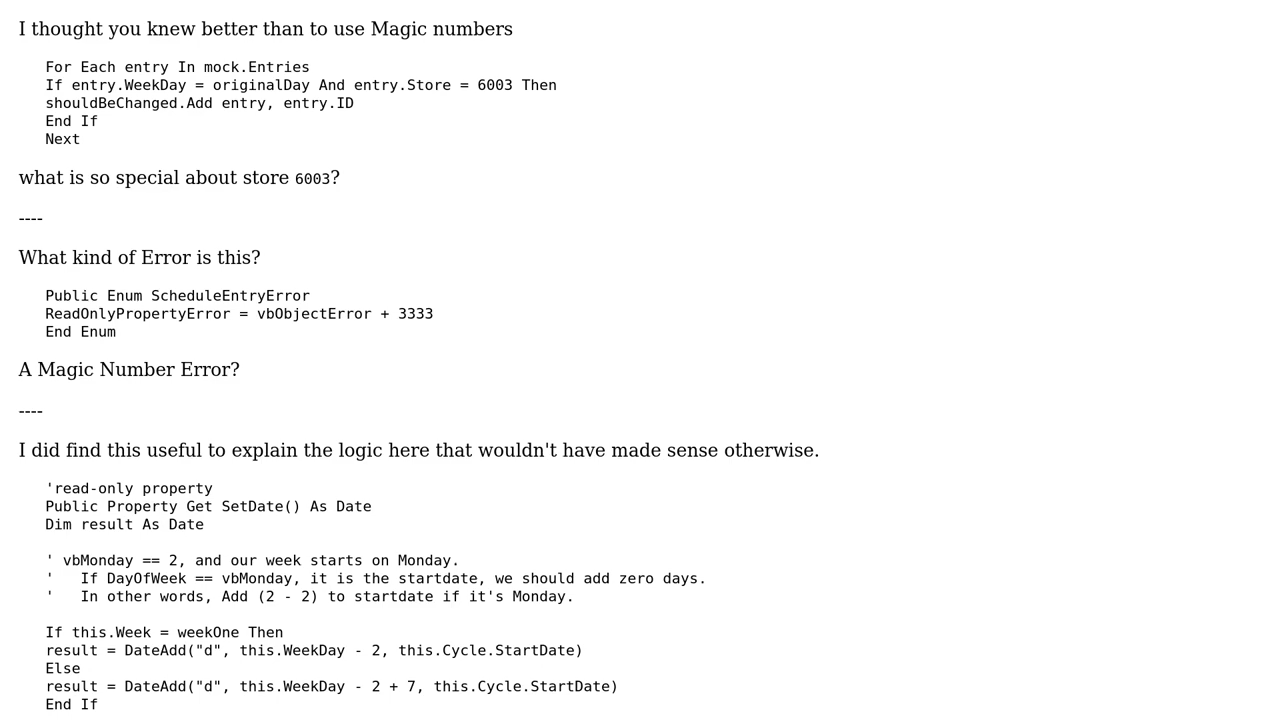 I thought you knew better than to use Magic numbers
For Each entry In mock.Entries
If entry.WeekDay = originalDay And entry.Store = 6003 Then
shouldBeChanged.Add entry, entry.ID
End If
Next
what is so special about store 6003?
----
What kind of Error is this?
Public Enum ScheduleEntryError
ReadOnlyPropertyError = vbObjectError + 3333
End Enum
A Magic Number Error?
----
I did find this useful to explain the logic here that wouldn't have made sense otherwise.
'read-only property
Public Property Get SetDate() As Date
Dim result As Date
' vbMonday == 2, and our week starts on Monday.
'   If DayOfWeek == vbMonday, it is the startdate, we should add zero days.
'   In other words, Add (2 - 2) to startdate if it's Monday.
If this.Week = weekOne Then
result = DateAdd("d", this.WeekDay - 2, this.Cycle.StartDate)
Else
result = DateAdd("d", this.WeekDay - 2 + 7, this.Cycle.StartDate)
End If